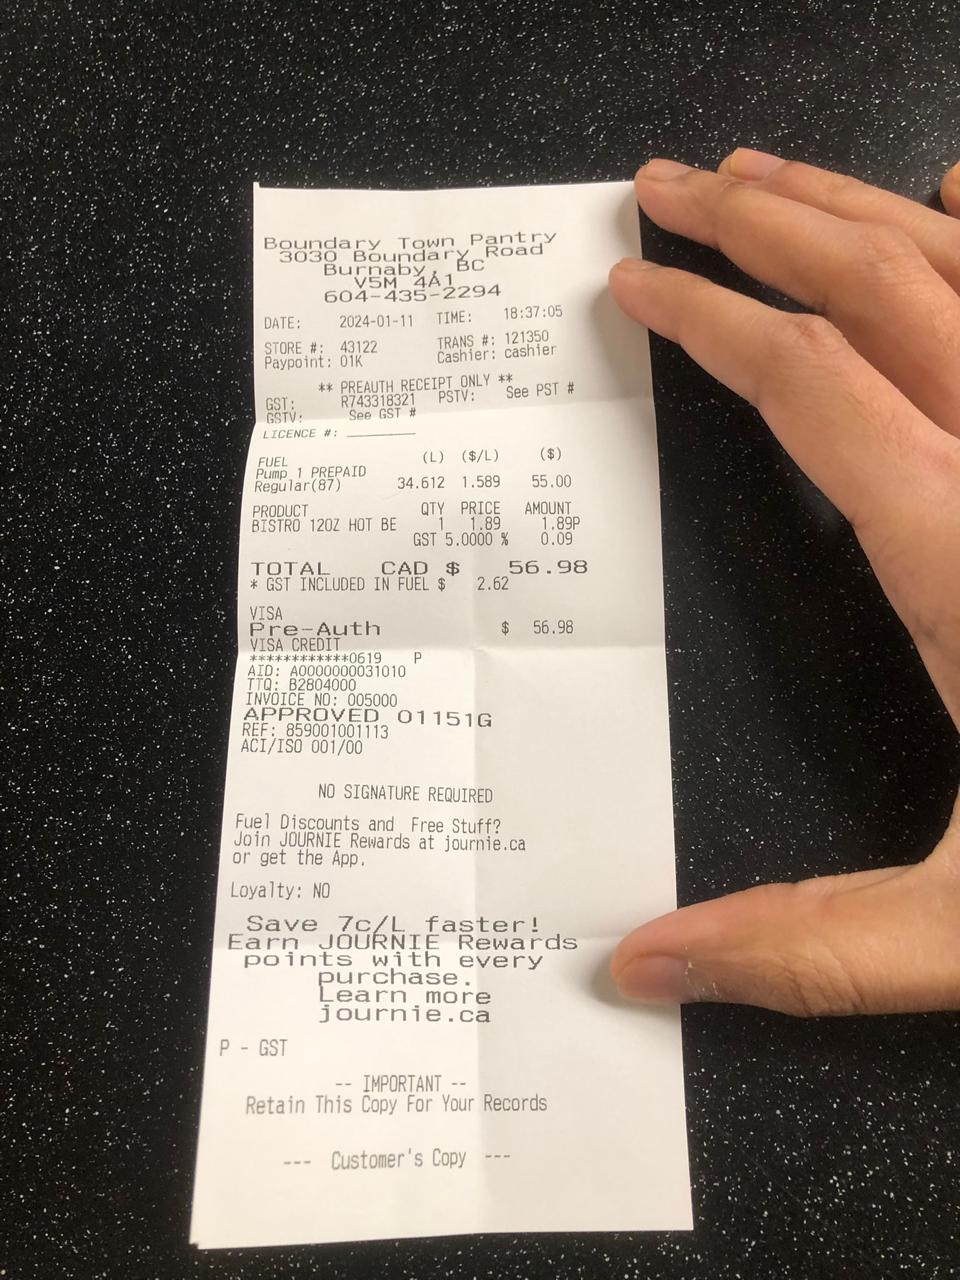 Boundary Town Pantry
3030 Boundary Road
Burnaby, BC
V5M 4A1
604-435-2294
DATE: 2024-01-11 TIME: 18:37:05
STORE #: 43122 TRANS #: 121350
Paypoint: 01K Cashier: cashier
** PREAUTH RECEIPT ONLY **
GST: R743318321 PSTV: See PST #
GSTV: See GST #
LICENCE #: ________
FUEL (L) ($/L) ($)
Pump 1 PREPAID
Regular(87) 34.612 1.589 55.00
PRODUCT QTY PRICE AMOUNT
BISTRO 12OZ HOT BE 1 1.89 1.89P
GST 5.0000 % 0.09
TOTAL CAD $ 56.98
* GST INCLUDED IN FUEL $ 2.62
VISA
Pre-Auth $ 56.98
VISA CREDIT
************0619 P
AID: A0000000031010
TTQ: B2804000
INVOICE NO: 005000
APPROVED 01151G
REF: 859001001113
ACI/ISO 001/00
NO SIGNATURE REQUIRED
Fuel Discounts and Free Stuff?
Join JOURNIE Rewards at journie.ca
or get the App.
Loyalty: NO
Save 7c/L faster!
Earn JOURNIE Rewards
points with every
purchase.
Learn more
journie.ca
P - GST
-- IMPORTANT --
Retain This Copy For Your Records
--- Customer's Copy ---